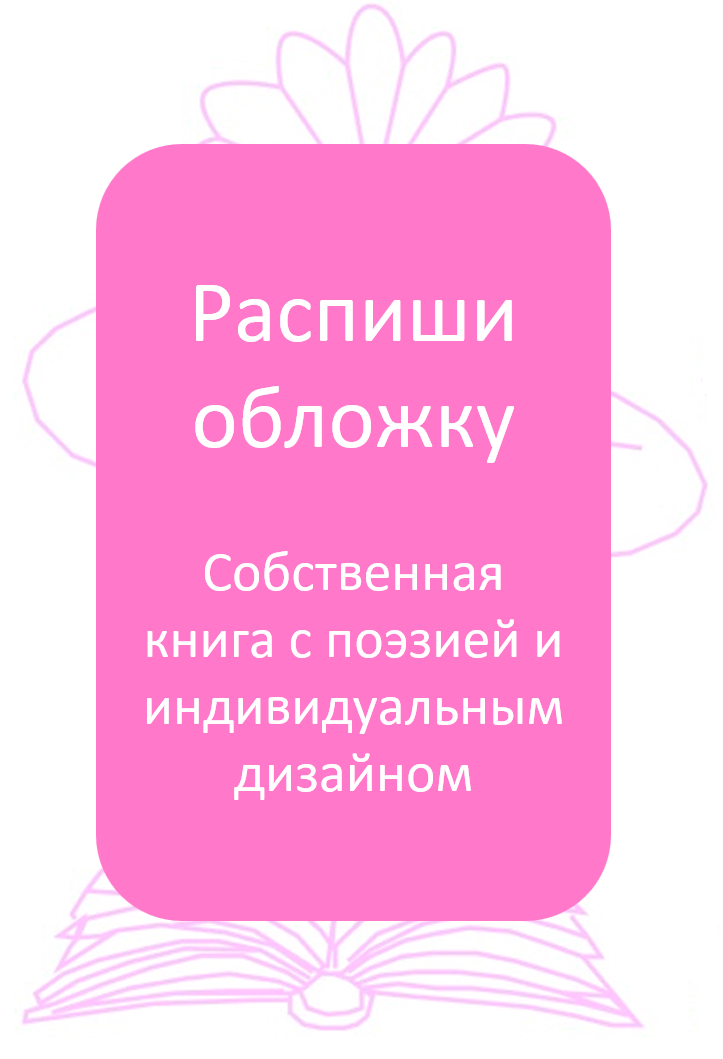 Распиши
обложку
Собственная
книга с поэзией и
индивидуальным
дизайном